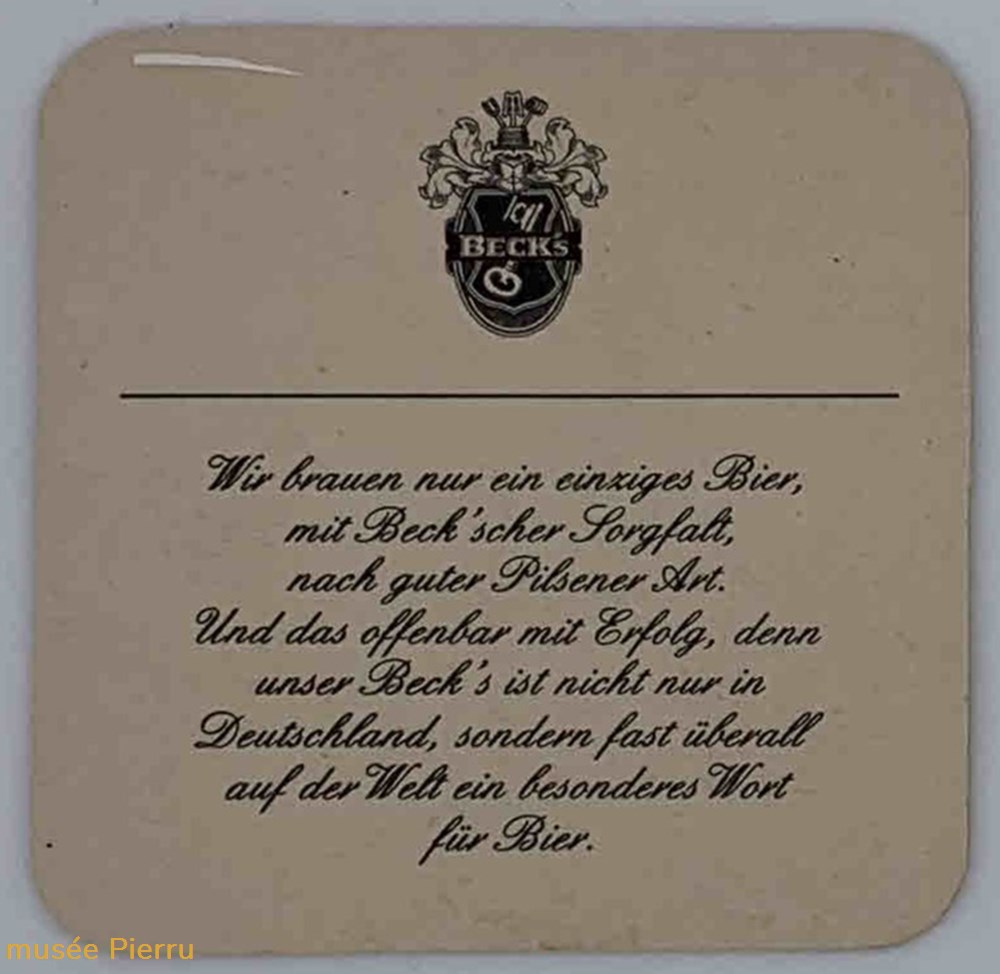 BECK'S
Wir brauen nur ein einziges Bier,
mit Beck'scher Sorgfalt,
nach guter Pilsener Art.
Und das offenbar mit Erfolg, denn
unser Beck's ist nicht nur in
Deutschland, sondern fast überall
auf der Welt ein besonderes Wort
für Bier.
musée Pierru